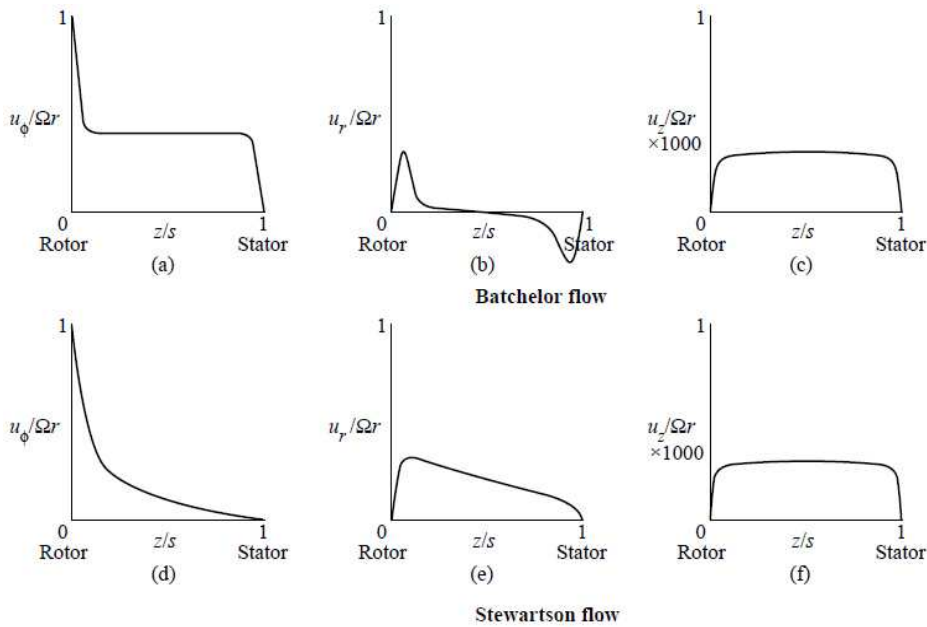 1 1 1
u_ϕ/Ωr u_r/Ωr u_z/Ωr
×1000
0 1 0 1 0 1
Rotor z/s Stator Rotor z/s Stator Rotor z/s Stator
(a) (b) (c)
Batchelor flow
1 1 1
u_ϕ/Ωr u_r/Ωr u_z/Ωr
×1000
0 1 0 1 0 1
Rotor z/s Stator Rotor z/s Stator Rotor z/s Stator
(d) (e) (f)
Stewartson flow